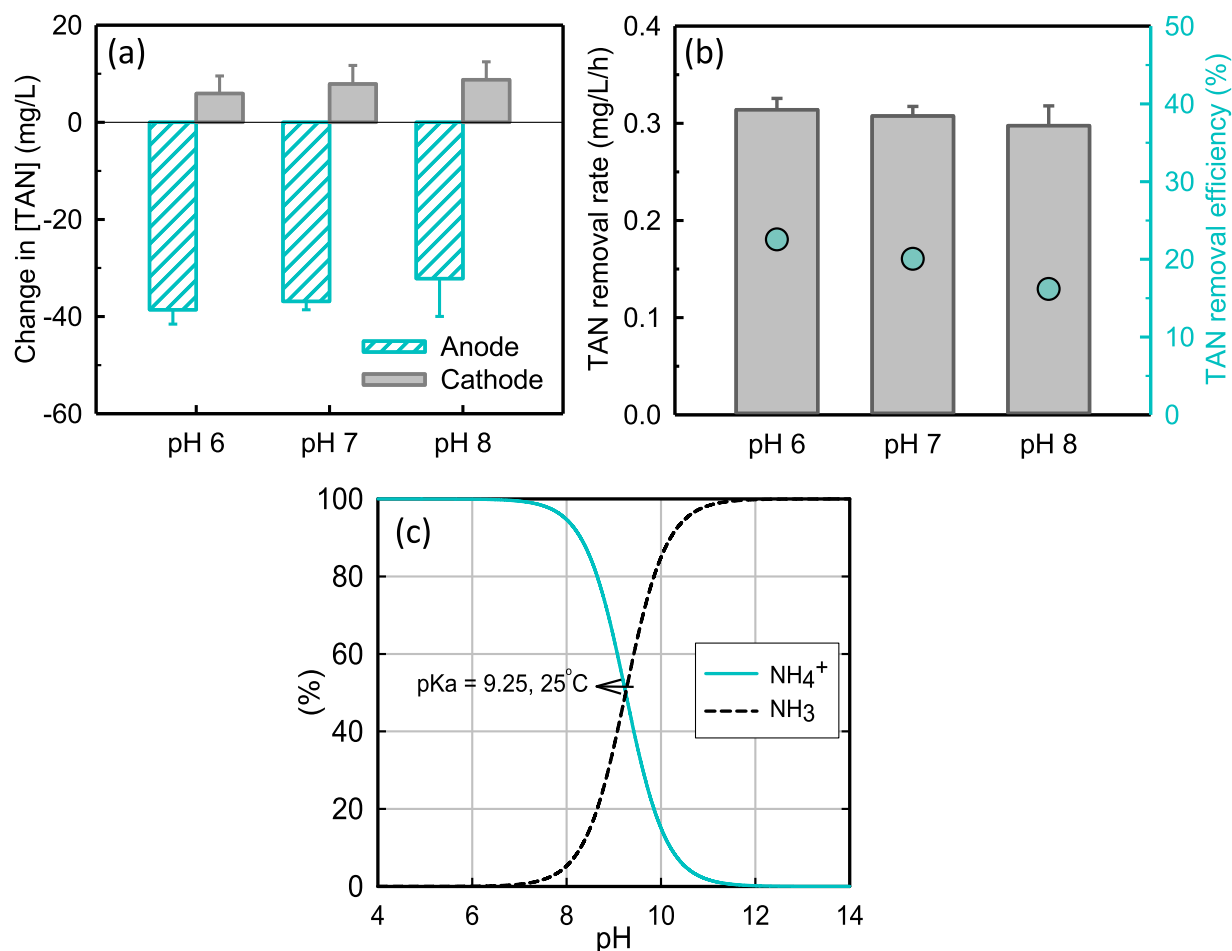 (a)
Change in [TAN] (mg/L)
20
0
-20
-40
-60
Anode
Cathode
pH 6
pH 7
pH 8
(b)
TAN removal rate (mg/L/h)
0.4
0.3
0.2
0.1
0.0
pH 6
pH 7
pH 8
50
40
30
20
10
0
TAN removal efficiency (%)
(c)
(%)
100
80
60
40
20
0
pKa = 9.25, 25°C
NH4+
NH3
4
6
8
10
12
14
pH